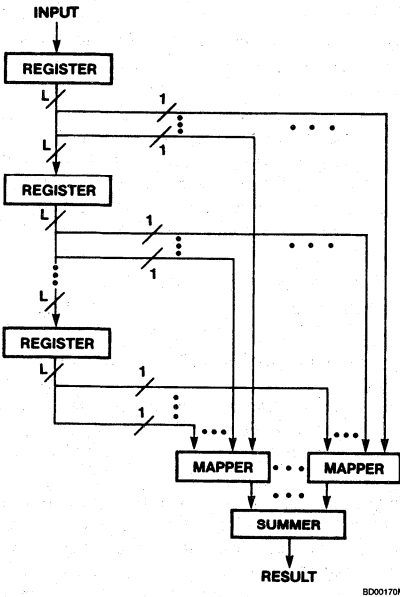 INPUT
REGISTER
L
1
L
1
REGISTER
L
1
1
L
REGISTER
L
1
1
MAPPER
MAPPER
SUMMER
RESULT
BD00170M